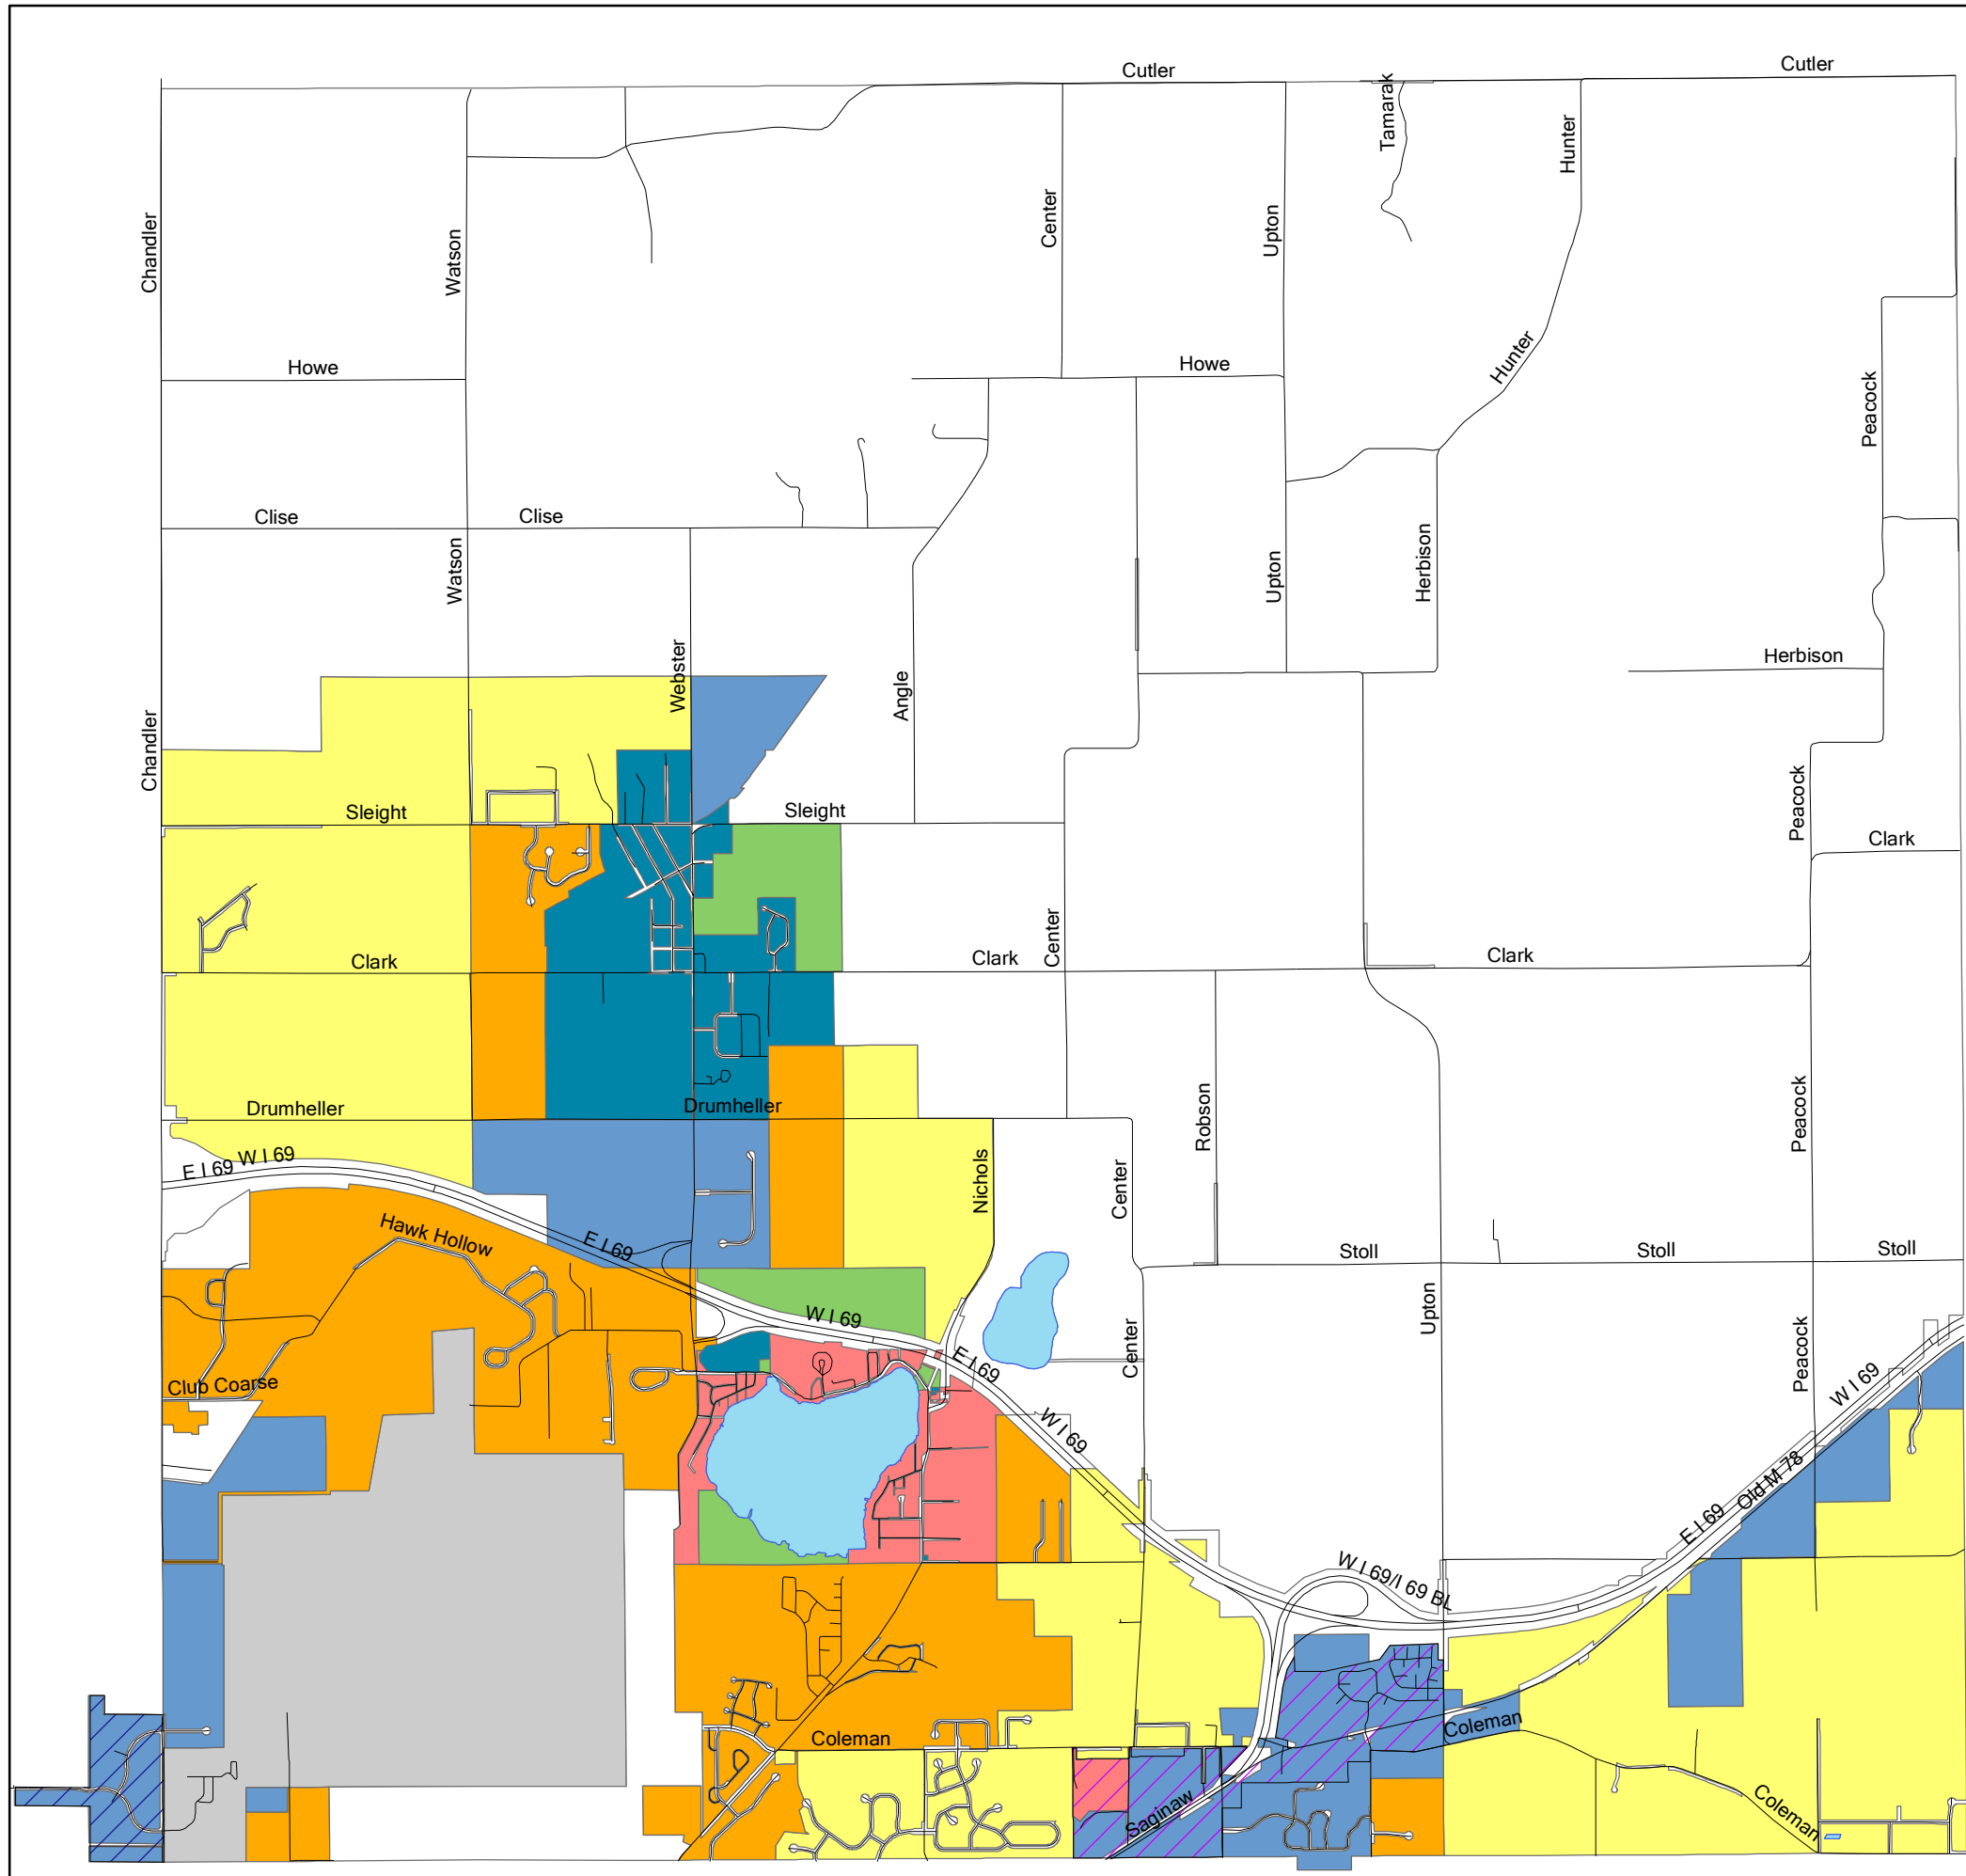 Cutler
Cutler
Tamarak
Hunter
Chandler
Watson
Center
Upton
Howe
Howe
Hunter
Peacock
Clise
Clise
Watson
Upton
Herbison
Webster
Angle
Herbison
Chandler
Sleight
Sleight
Peacock
Clark
Clark
Clark
Center
Clark
Drumheller
Drumheller
Robson
Peacock
E I 69
W I 69
Nichols
Center
Hawk Hollow
E I 69
Stoll
Stoll
Stoll
W I 69
Upton
Center
E I 69
Peacock
Club Coarse
W I 69
W I 69
Old M 78
E I 69
W I 69/I 69 BL
Coleman
Coleman
Saginaw
Coleman